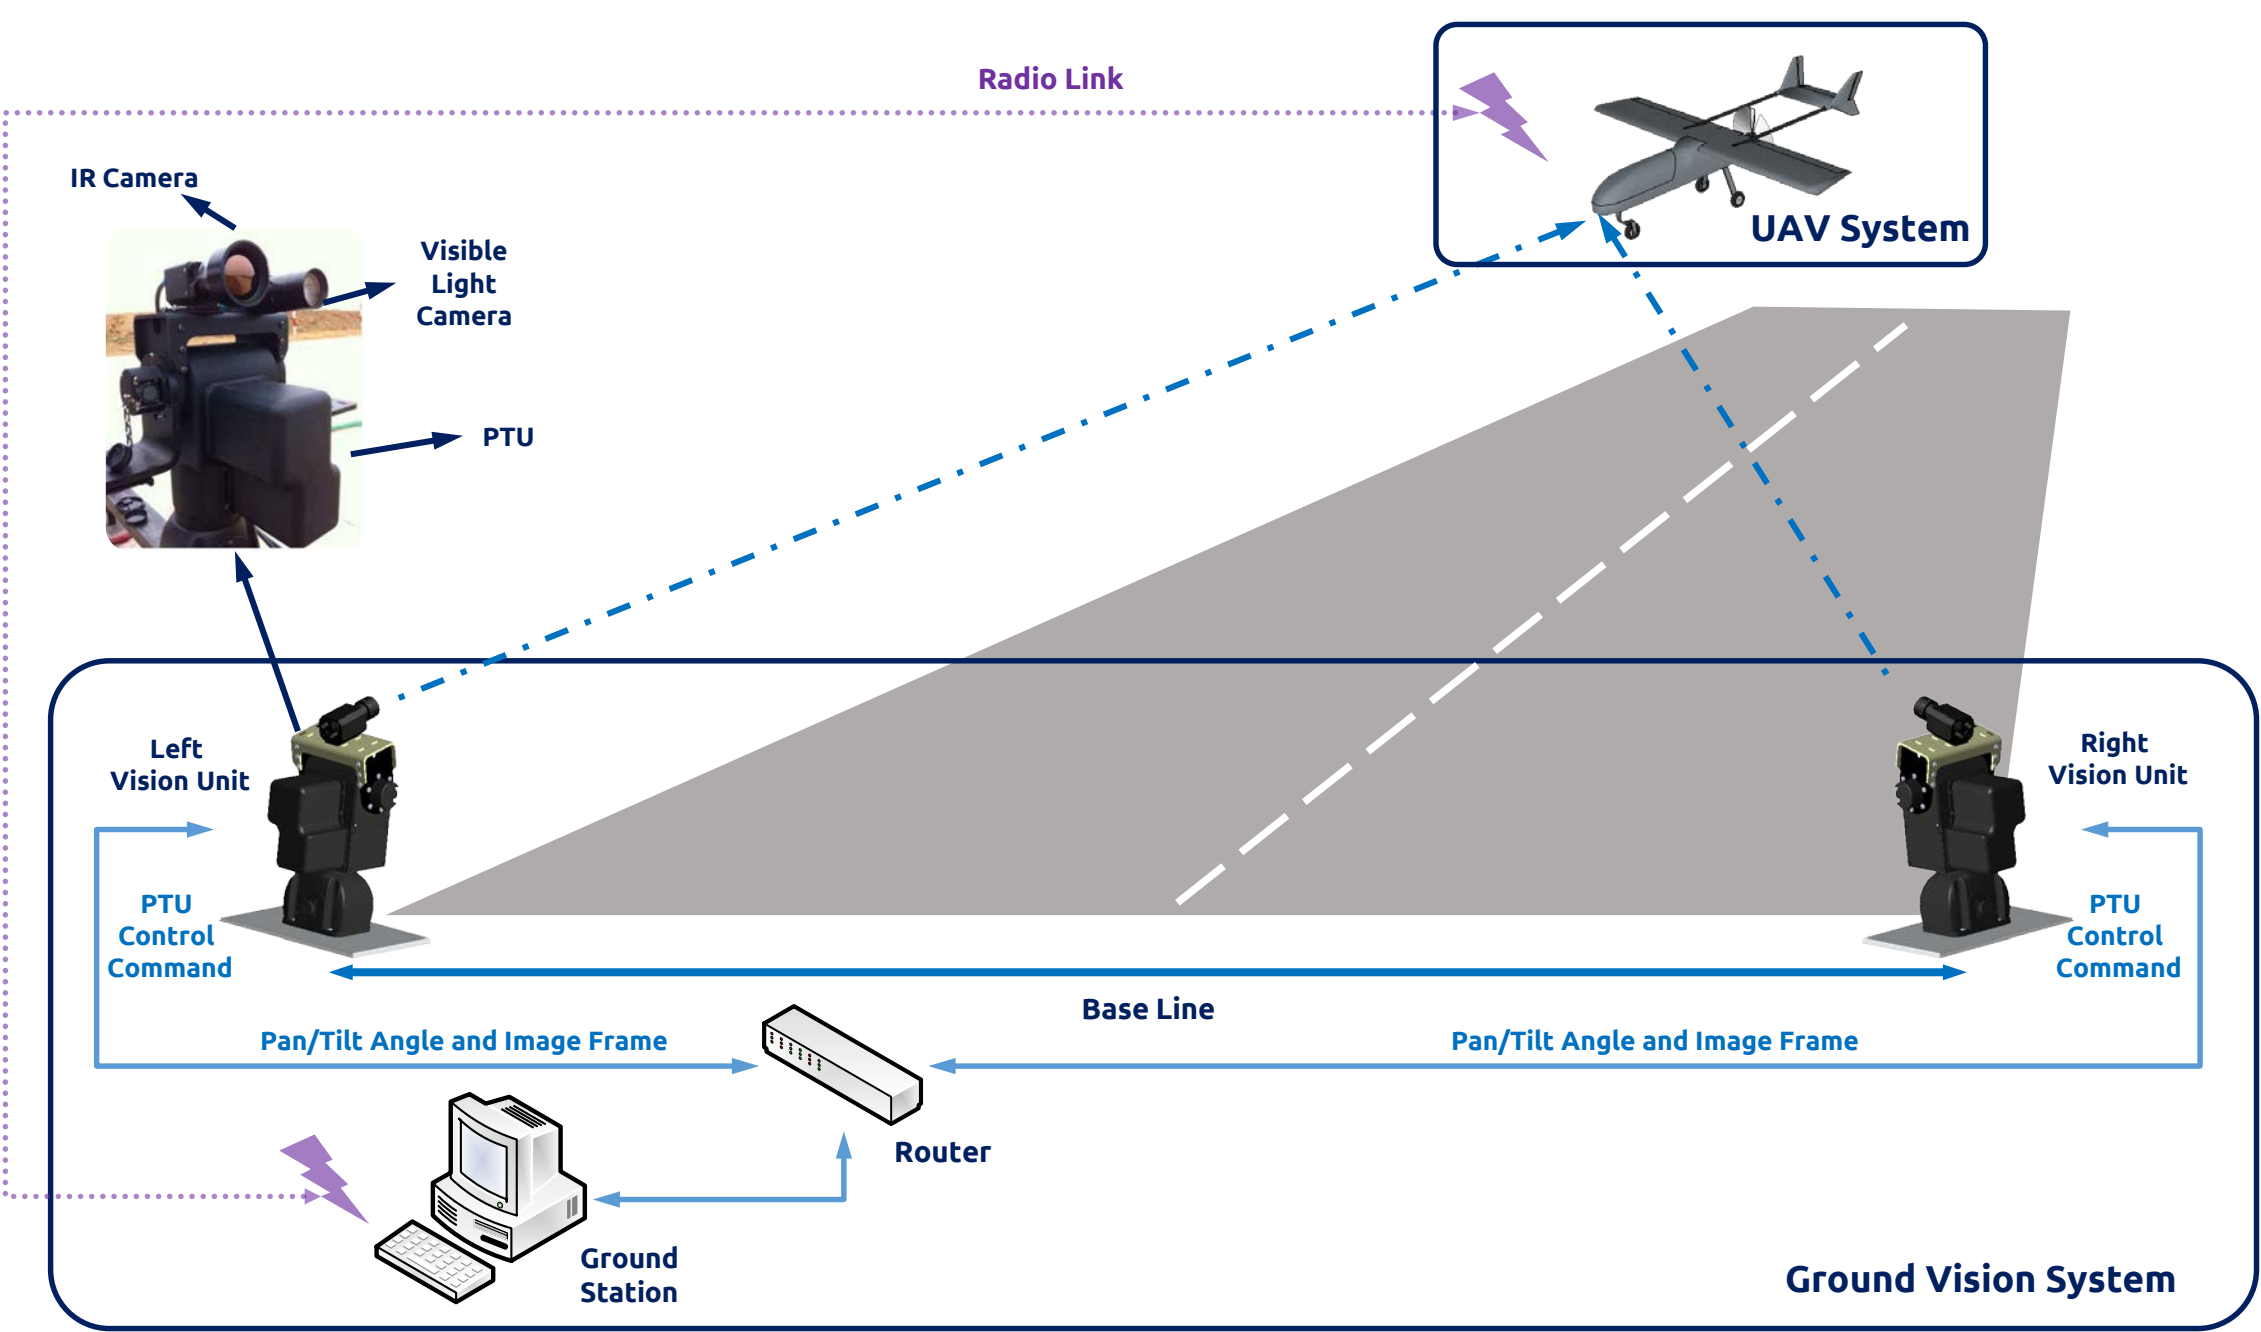 Radio Link
IR Camera
Visible
Light
Camera
UAV System
PTU
Left
Vision Unit
Right
Vision Unit
PTU
Control
Command
PTU
Control
Command
Base Line
Pan/Tilt Angle and Image Frame
Pan/Tilt Angle and Image Frame
Router
Ground
Station
Ground Vision System